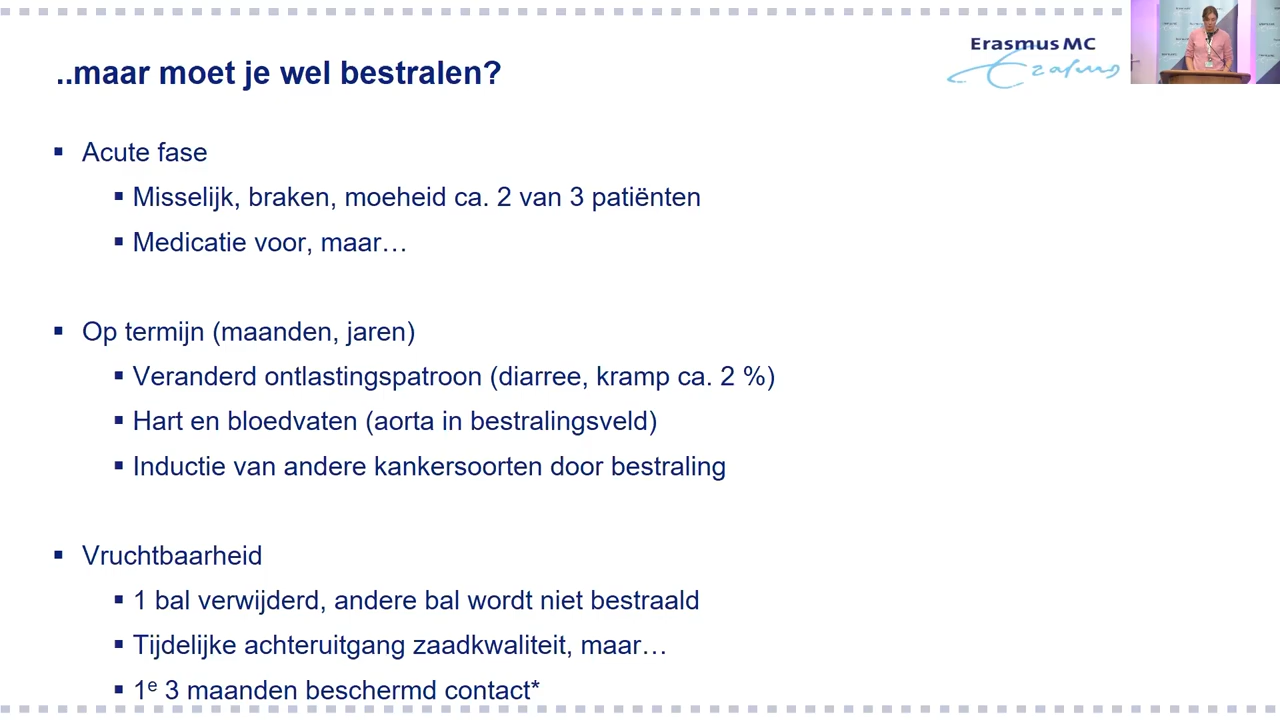 Erasmus MC
Erasmus
..maar moet je wel bestralen?
▪ Acute fase
▪ Misselijk, braken, moeheid ca. 2 van 3 patiënten
▪ Medicatie voor, maar…
▪ Op termijn (maanden, jaren)
▪ Veranderd ontlastingspatroon (diarree, kramp ca. 2 %)
▪ Hart en bloedvaten (aorta in bestralingsveld)
▪ Inductie van andere kankersoorten door bestraling
▪ Vruchtbaarheid
▪ 1 bal verwijderd, andere bal wordt niet bestraald
▪ Tijdelijke achteruitgang zaadkwaliteit, maar…
▪ 1ᵉ 3 maanden beschermd contact*